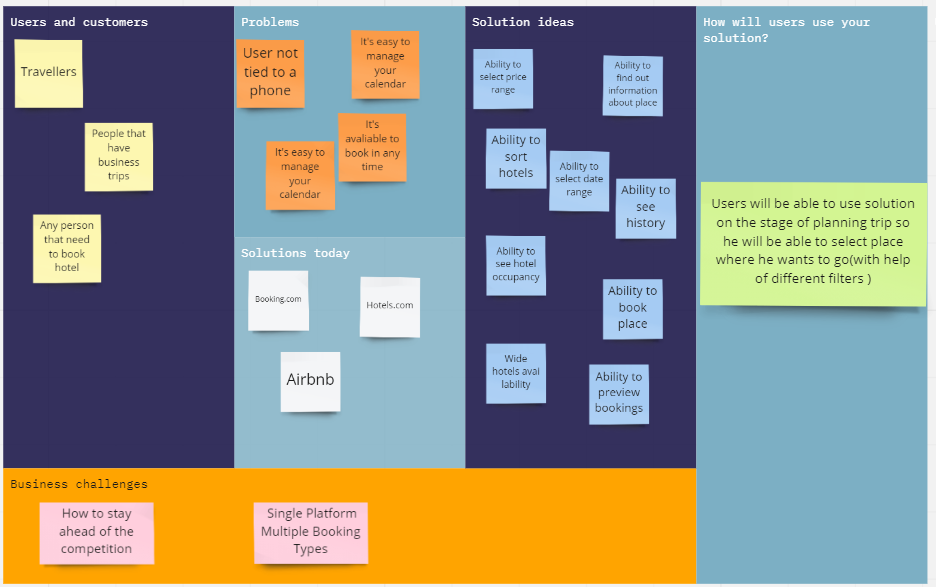 Users and customers
Travellers
People that
have
business
trips
Any person
that need
to book
hotel
Problems
User not
tied to a
phone
It's easy to
manage
your
calendar
It's
avaliable to
book in any
time
It's easy to
manage
your
calendar
Solutions today
Booking.com
Hotels.com
Airbnb
Solution ideas
Ability to
select price
range
Ability to
find out
information
about place
Ability to
sort
hotels
Ability to
select date
range
Ability to
see
history
Ability to
see hotel
occupancy
Ability to
book
place
Wide
hotels avai
lability
Ability to
preview
bookings
How will users use your
solution?
Users will be able to use solution
on the stage of planning trip so
he will be able to select place
where he wants to go(with help
of different filters )
Business challenges
How to stay
ahead of the
competition
Single Platform
Multiple Booking
Types